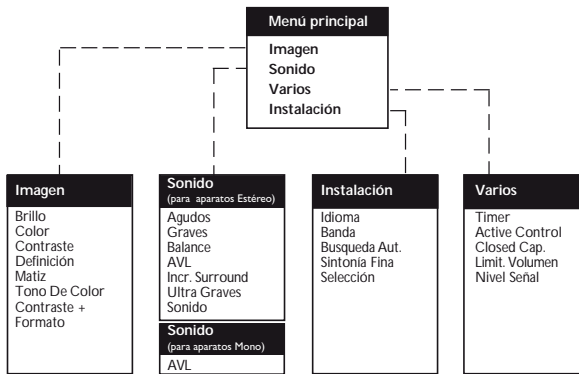 Menú principal
Imagen
Sonido
Varios
Instalación
Imagen
Brillo
Color
Contraste
Definición
Matiz
Tono De Color
Contraste +
Formato
Sonido
(para aparatos Estéreo)
Agudos
Graves
Balance
AVL
Incr. Surround
Ultra Graves
Sonido
Sonido
(para aparatos Mono)
AVL
Instalación
Idioma
Banda
Busqueda Aut.
Sintonía Fina
Selección
Varios
Timer
Active Control
Closed Cap.
Limit. Volumen
Nivel Señal